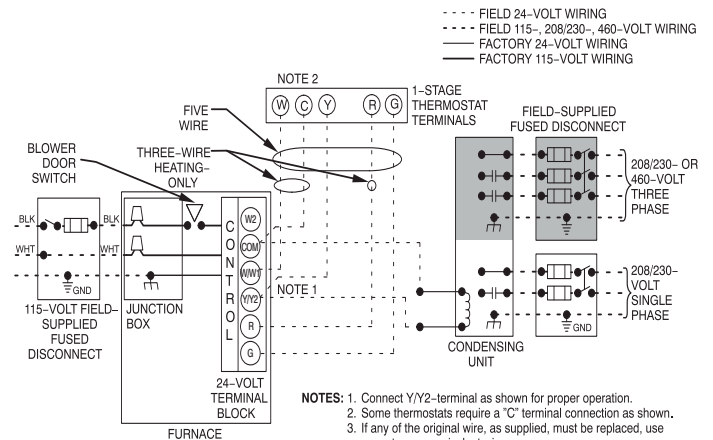 FIELD 24-VOLT WIRING
FIELD 115-, 208/230-, 460-VOLT WIRING
FACTORY 24-VOLT WIRING
FACTORY 115-VOLT WIRING
NOTE 2
W C Y R G
1-STAGE
THERMOSTAT
TERMINALS
FIVE
WIRE
THREE-WIRE
HEATING-
ONLY
BLOWER
DOOR
SWITCH
FIELD-SUPPLIED
FUSED DISCONNECT
208/230- OR
460-VOLT
THREE
PHASE
BLK
BLK
WHT
WHT
GND
CONTROL
W2
COM
W/W1
Y/Y2
R
G
NOTE 1
208/230-
VOLT
SINGLE
PHASE
GND
115-VOLT FIELD-
SUPPLIED
FUSED
DISCONNECT
JUNCTION
BOX
CONDENSING
UNIT
24-VOLT
TERMINAL
BLOCK
FURNACE
NOTES: 1. Connect Y/Y2-terminal as shown for proper operation.
2. Some thermostats require a "C" terminal connection as shown.
3. If any of the original wire, as supplied, must be replaced, use